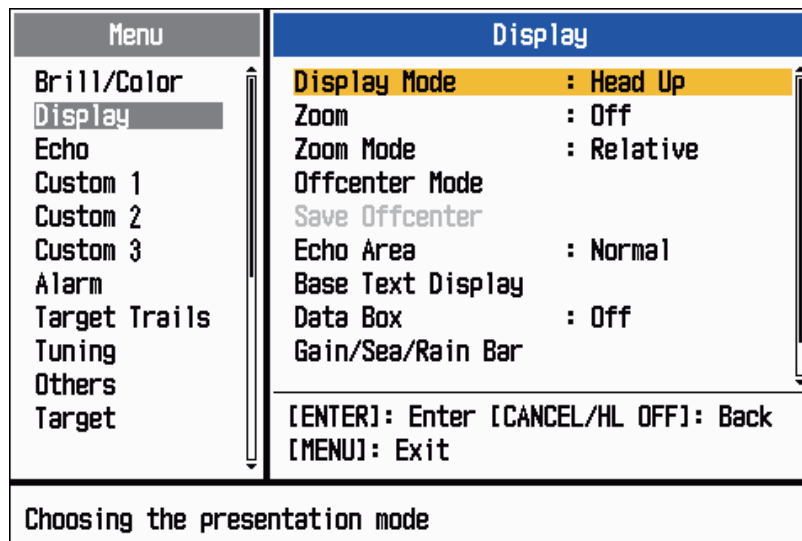 Menu
Brill/Color
Display
Echo
Custom 1
Custom 2
Custom 3
Alarm
Target Trails
Tuning
Others
Target
Display
Display Mode : Head Up
Zoom : Off
Zoom Mode : Relative
Offcenter Mode
Save Offcenter
Echo Area : Normal
Base Text Display
Data Box : Off
Gain/Sea/Rain Bar
[ENTER]: Enter [CANCEL/HL OFF]: Back
[MENU]: Exit
Choosing the presentation mode